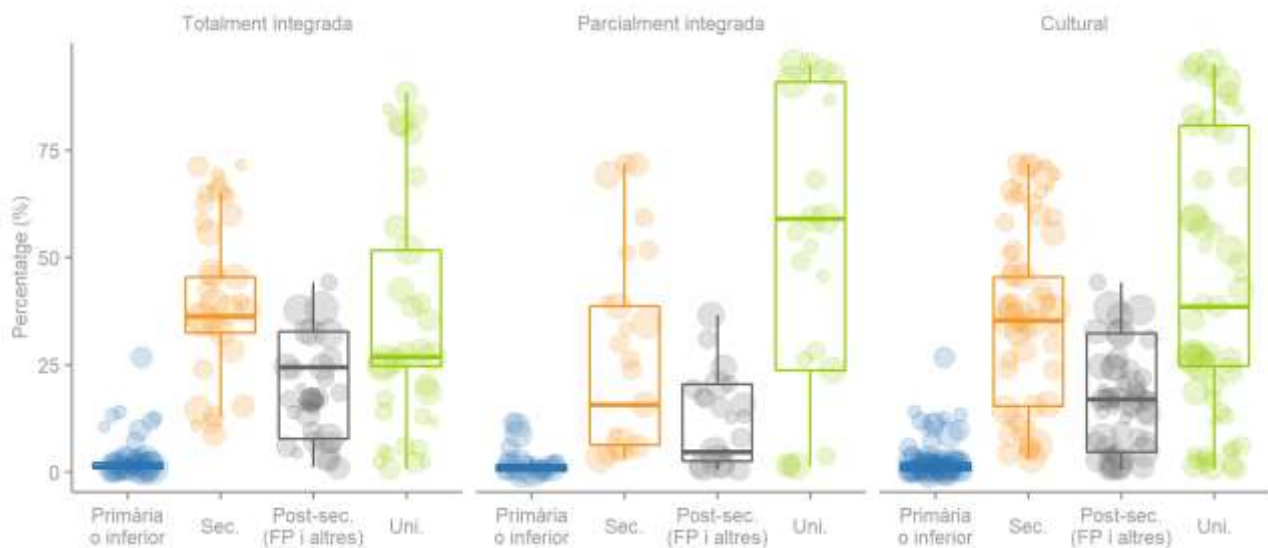 Totalment integrada
Parcialment integrada
Cultural
Percentatge (%)
75
50
25
0
Primària
o inferior
Sec.
Post-sec.
(FP i altres)
Uni.
Primària
o inferior
Sec.
Post-sec.
(FP i altres)
Uni.
Primària
o inferior
Sec.
Post-sec.
(FP i altres)
Uni.